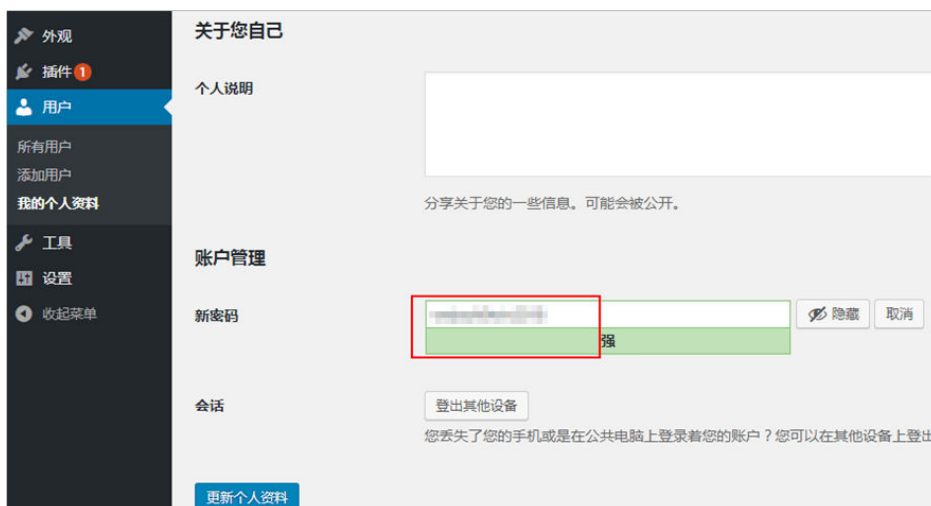 外观
插件 1
用户
所有用户
添加用户
我的个人资料
工具
设置
收起菜单
关于您自己
个人说明
分享关于您的一些信息。可能会被公开。
账户管理
新密码
隐藏
取消
强
会话
登出其他设备
您丢失了您的手机或是在公共电脑上登录着您的账户？您可以在其他设备上登出
更新个人资料